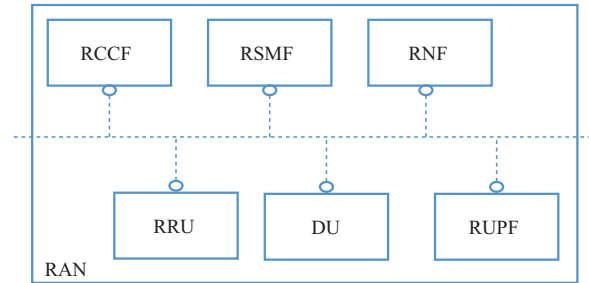 RCCF
RSMF
RNF
RRU
DU
RUPF
RAN